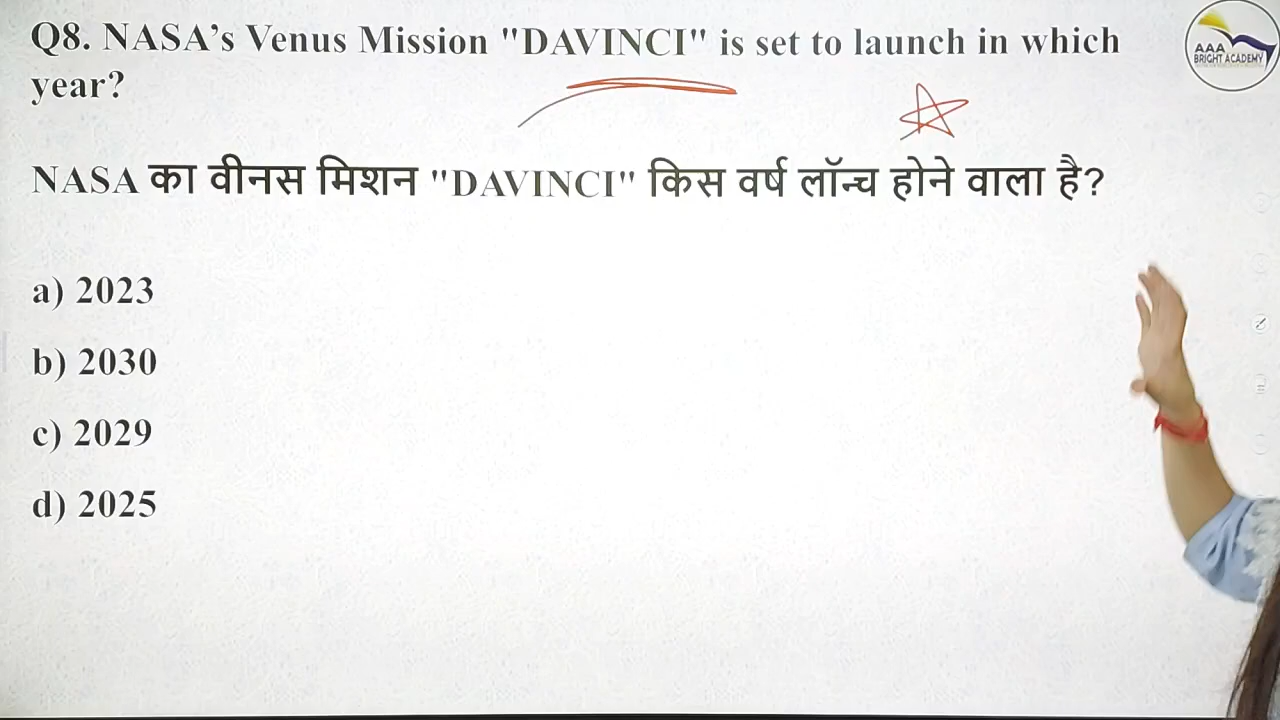 Q8. NASA's Venus Mission "DAVINCI" is set to launch in which
year?
NASA का वीनस मिशन "DAVINCI" किस वर्ष लॉन्च होने वाला है?
a) 2023
b) 2030
c) 2029
d) 2025
AAA
BRIGHT ACADEMY